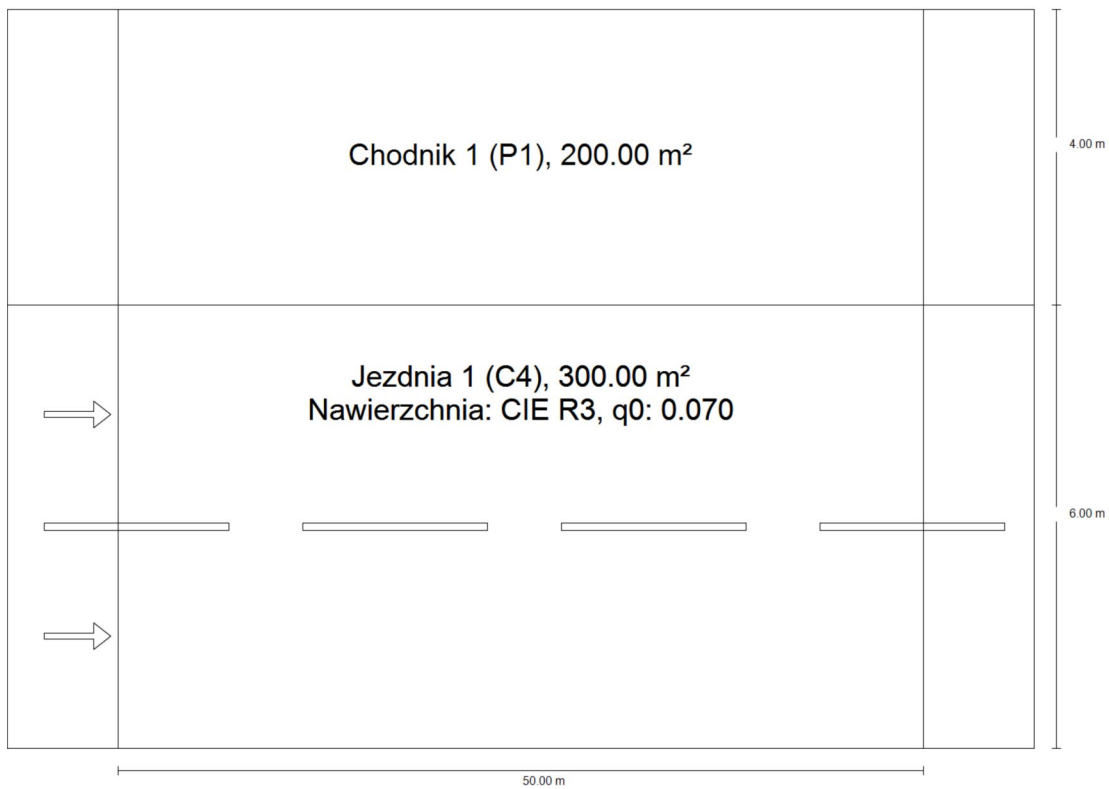 Chodnik 1 (P1), 200.00 m²
4.00 m
Jezdnia 1 (C4), 300.00 m²
Nawierzchnia: CIE R3, q0: 0.070
6.00 m
50.00 m